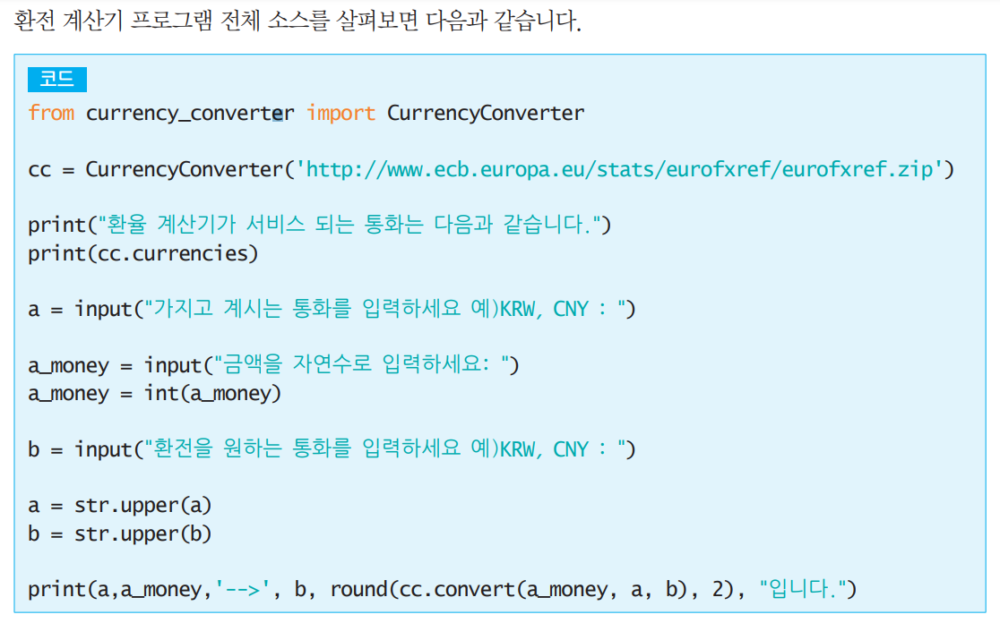 환전 계산기 프로그램 전체 소스를 살펴보면 다음과 같습니다.
코드
from currency_converter import CurrencyConverter
cc = CurrencyConverter('http://www.ecb.europa.eu/stats/eurofxref/eurofxref.zip')
print("환율 계산기가 서비스 되는 통화는 다음과 같습니다.")
print(cc.currencies)
a = input("가지고 계시는 통화를 입력하세요 예)KRW, CNY : ")
a_money = input("금액을 자연수로 입력하세요: ")
a_money = int(a_money)
b = input("환전을 원하는 통화를 입력하세요 예)KRW, CNY : ")
a = str.upper(a)
b = str.upper(b)
print(a,a_money,'-->', b, round(cc.convert(a_money, a, b), 2), "입니다.")